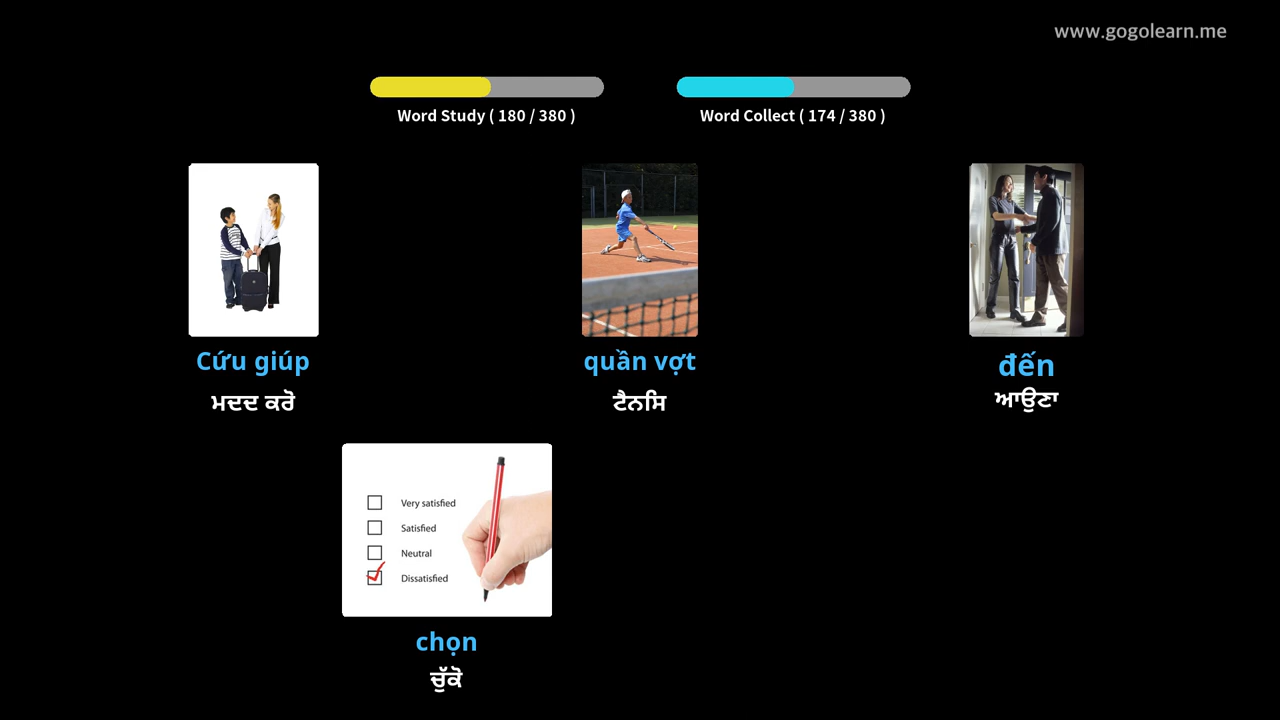 www.gogolearn.me
Word Study ( 180 / 380 )
Word Collect ( 174 / 380 )
Cứu giúp
ਮਦਦ ਕਰੋ
quần vợt
ਟੈਨਸਿ
đến
ਆਉਣਾ
Very satisfied
Satisfied
Neutral
Dissatisfied
chọn
ਚੁੱਕੋ